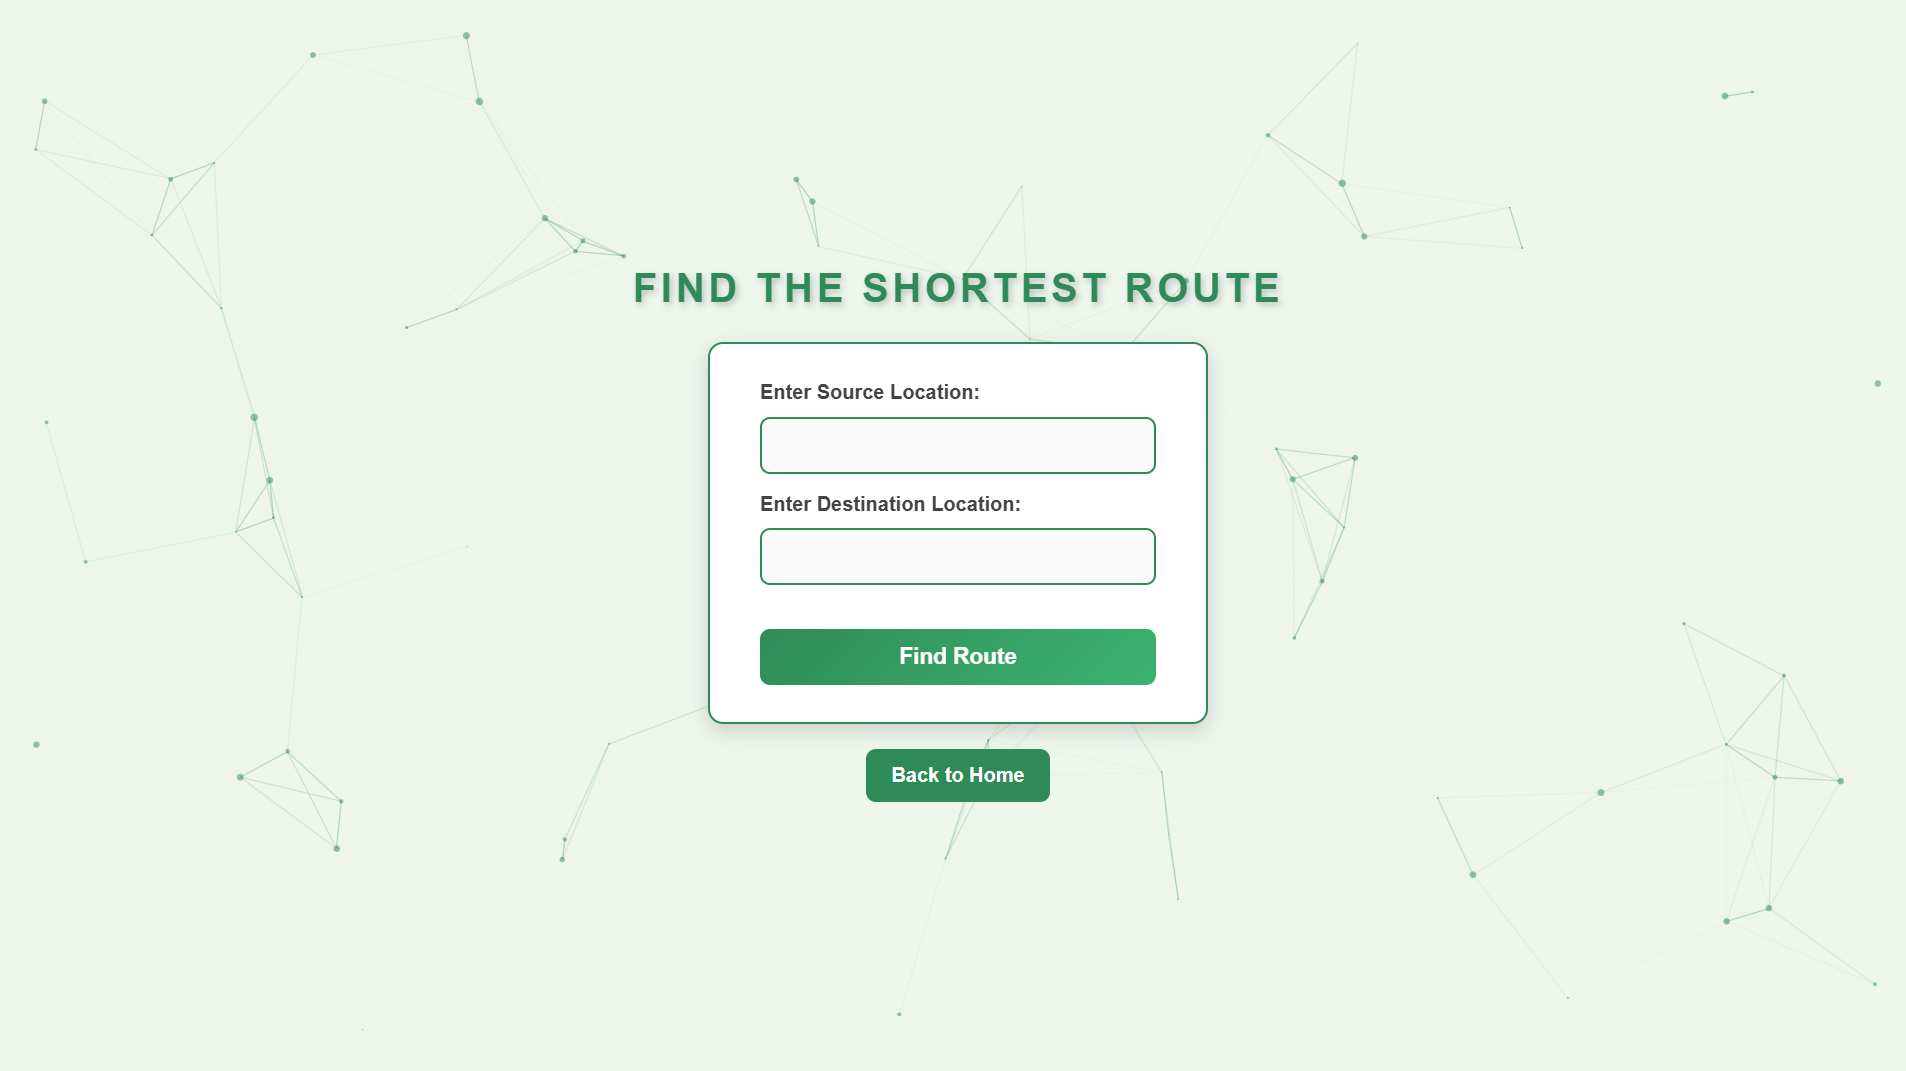 FIND THE SHORTEST ROUTE
Enter Source Location:
Enter Destination Location:
Find Route
Back to Home